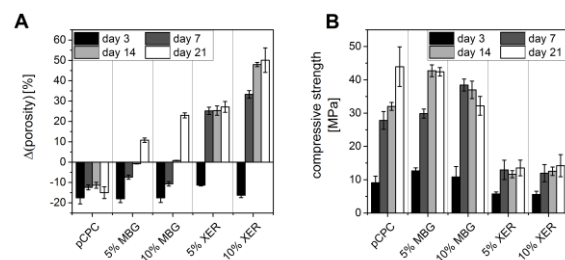 A
day 3 day 7
day 14 day 21
Δ(porosity) [%]
60
50
40
30
20
10
0
-10
-20
pCPC 5% MBG 10% MBG 5% XER 10% XER
B
day 3 day 7
day 14 day 21
compressive strength
[MPa]
50
40
30
20
10
0
pCPC 5% MBG 10% MBG 5% XER 10% XER